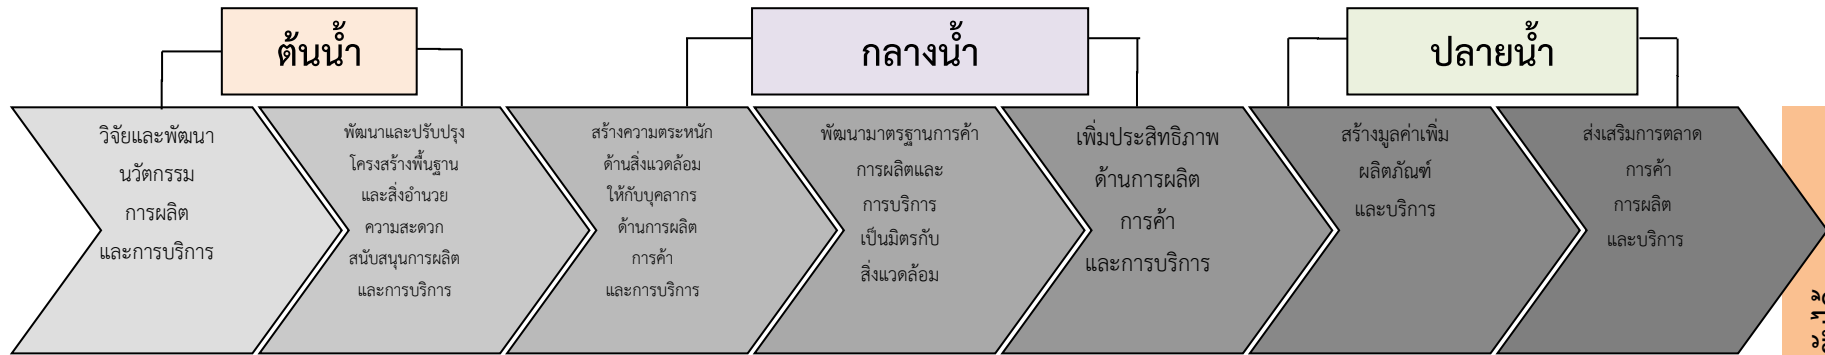 ต้นน้ำ
กลางน้ำ
ปลายน้ำ
วิจัยและพัฒนา
นวัตกรรม
การผลิต
และการบริการ
พัฒนาและปรับปรุง
โครงสร้างพื้นฐาน
และสิ่งอำนวย
ความสะดวก
สนับสนุนการผลิต
และการบริการ
สร้างความตระหนัก
ด้านสิ่งแวดล้อม
ให้กับบุคลากร
ด้านการผลิต
การค้า
และการบริการ
พัฒนามาตรฐานการค้า
การผลิตและ
การบริการ
เป็นมิตรกับ
สิ่งแวดล้อม
เพิ่มประสิทธิภาพ
ด้านการผลิต
การค้า
และการบริการ
สร้างมูลค่าเพิ่ม
ผลิตภัณฑ์
และบริการ
ส่งเสริมการตลาด
การค้า
การผลิต
และบริการ